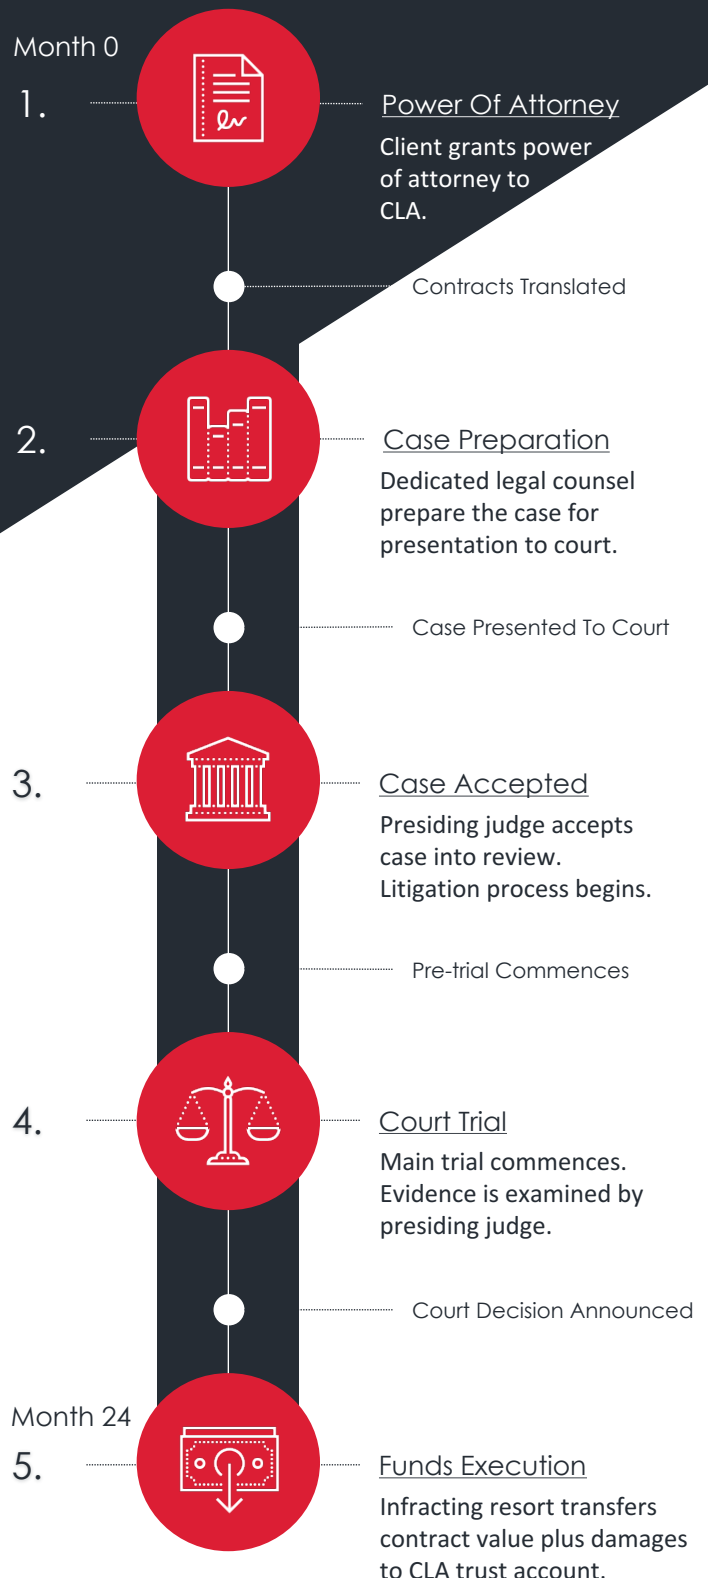 Month 0
1.
Power Of Attorney
Client grants power
of attorney to
CLA.
Contracts Translated
2.
Case Preparation
Dedicated legal counsel
prepare the case for
presentation to court.
Case Presented To Court
3.
Case Accepted
Presiding judge accepts
case into review.
Litigation process begins.
Pre-trial Commences
4.
Court Trial
Main trial commences.
Evidence is examined by
presiding judge.
Court Decision Announced
Month 24
5.
Funds Execution
Infracting resort transfers
contract value plus damages
to CLA trust account.